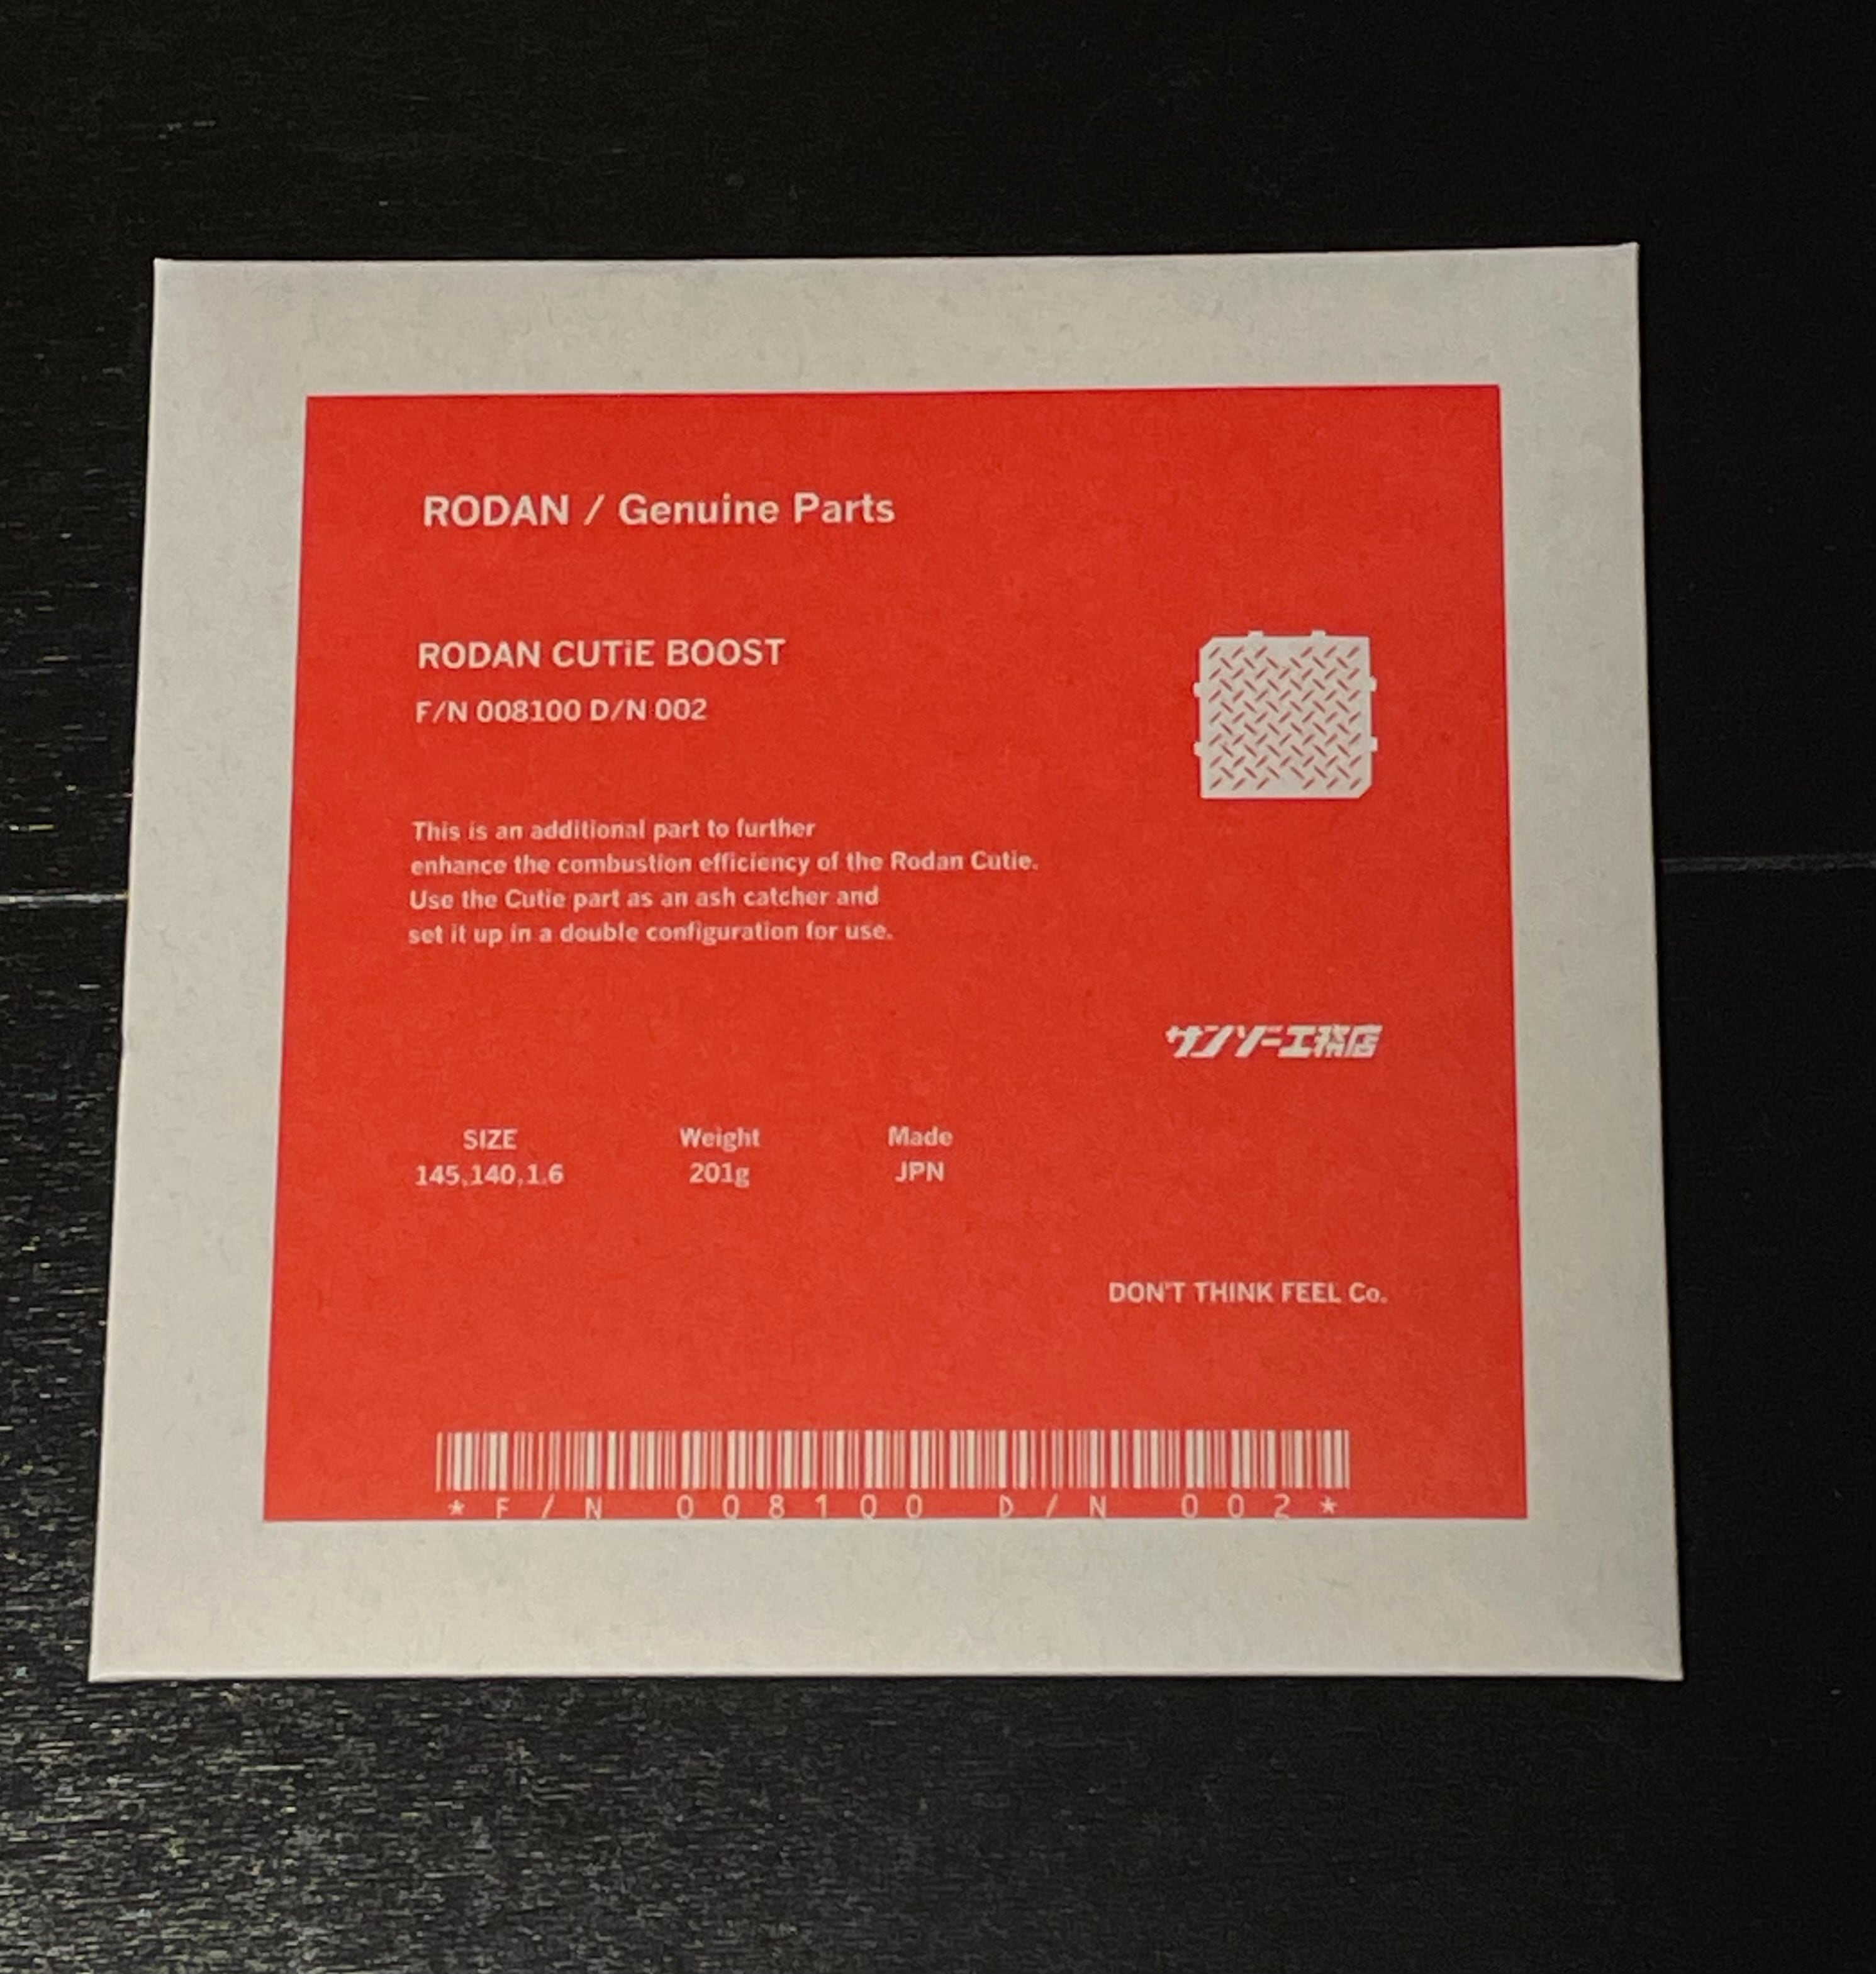 RODAN / Genuine Parts
RODAN CUTiE BOOST
F/N 008100 D/N 002
This is an additional part to further
enhance the combustion efficiency of the Rodan Cutie.
Use the Cutie part as an ash catcher and
set it up in a double configuration for use.
サンゾー工務店
SIZE Weight Made
145,140,1.6 201g JPN
DON'T THINK FEEL Co.
*F/N 008100 D/N 002*